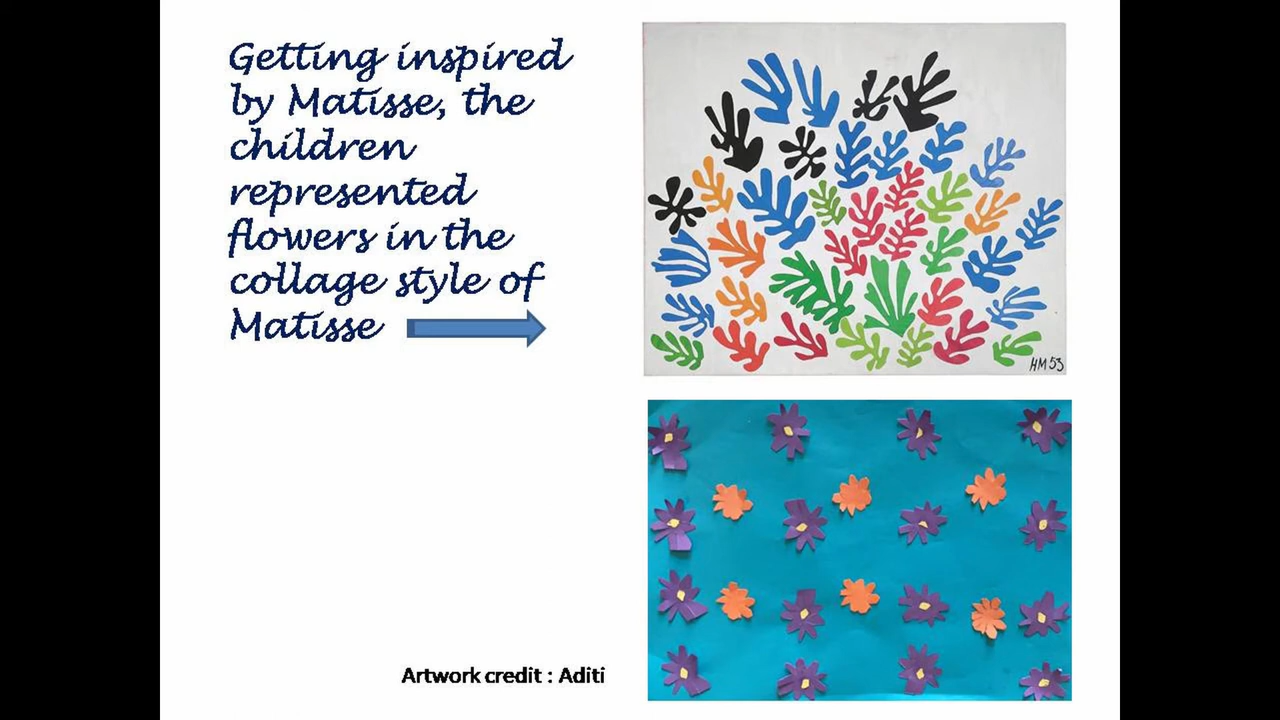 Getting inspired
by Matisse, the
children
represented
flowers in the
collage style of
Matisse
HM 53
Artwork credit : Aditi